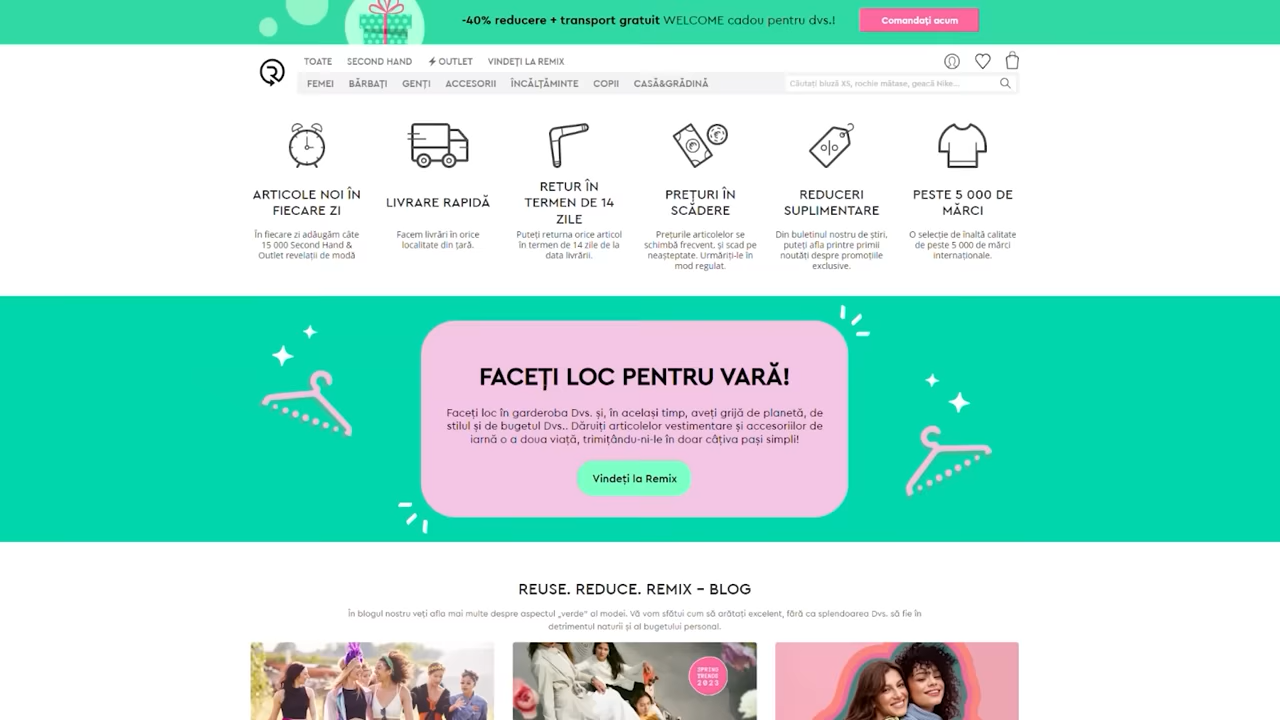 -40% reducere + transport gratuit WELCOME cadou pentru dvs.!
Comandați acum
TOATE SECOND HAND OUTLET VINDEȚI LA REMIX
FEMEI BĂRBAȚI GENȚI ACCESORII ÎNCĂLȚĂMINTE COPII CASĂ&GRĂDINĂ
Căutați bluză XS, rochie mătase, geacă Nike...
ARTICOLE NOI ÎN
FIECARE ZI
În fiecare zi adăugăm câte
15 000 Second Hand &
Outlet revelații de modă
LIVRARE RAPIDĂ
Facem livrări în orice
localitate din țară.
RETUR ÎN
TERMEN DE 14
ZILE
Puteți returna orice articol
în termen de 14 zile de la
data livrării.
PREȚURI ÎN
SCĂDERE
Prețurile articolelor se
schimbă frecvent, și scad pe
neașteptate. Urmăriți-le în
mod regulat.
REDUCERI
SUPLIMENTARE
Din buletinul nostru de știri,
puteți afla printre primii
noutăți despre promoțiile
exclusive.
PESTE 5 000 DE
MĂRCI
O selecție de înaltă calitate
de peste 5 000 de mărci
internaționale.
FACEȚI LOC PENTRU VARĂ!
Faceți loc în garderoba Dvs. și, în același timp, aveți grijă de planetă, de
stilul și de bugetul Dvs.. Dăruiți articolelor vestimentare și accesoriilor de
iarnă o a doua viață, trimițându-ni-le în doar câțiva pași simpli!
Vindeți la Remix
REUSE. REDUCE. REMIX – BLOG
În blogul nostru veți afla mai multe despre aspectul „verde” al modei. Vă vom sfătui cum să arătați excelent, fără ca splendoarea Dvs. să fie în
detrimentul naturii și al bugetului personal.
SPRING
TRENDS
2023